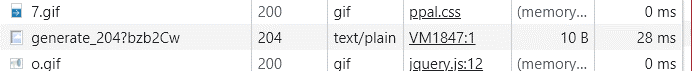 7.gif 200 gif ppal.css (memory... 0 ms
generate_204?bzb2Cw 204 text/plain VM1847:1 10 B 28 ms
o.gif 200 gif jquery.js:12 (memory... 0 ms